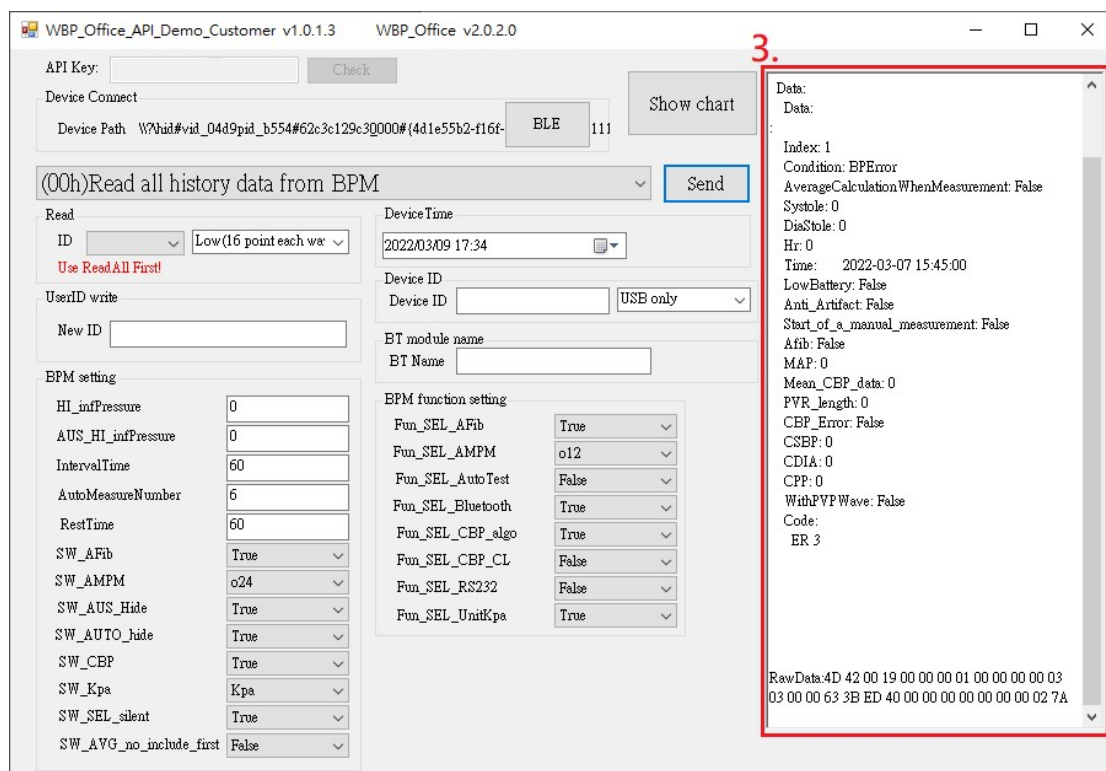 WBP_Office_API_Demo_Customer v1.0.1.3 WBP_Office v2.0.2.0
3.
API Key:
Check
Device Connect
Device Path \\?\hid#vid_04d9pid_b554#62c3c129c30000#{4d1e55b2-f16f-
BLE
111
Show chart
(00h)Read all history data from BPM
Send
Read
ID
Low(16 point each wa
Use ReadAll First!
UserID write
New ID
BPM setting
HI_infPressure 0
AUS_HI_infPressure 0
IntervalTime 60
AutoMeasureNumber 6
RestTime 60
SW_AFib True
SW_AMPM o24
SW_AUS_Hide True
SW_AUTO_hide True
SW_CBP True
SW_Kpa Kpa
SW_SEL_silent True
SW_AVG_no_include_first False
DeviceTime
2022/03/09 17:34
Device ID
Device ID
USB only
BT module name
BT Name
BPM function setting
Fun_SEL_AFib True
Fun_SEL_AMPM o12
Fun_SEL_AutoTest False
Fun_SEL_Bluetooth True
Fun_SEL_CBP_algo True
Fun_SEL_CBP_CL False
Fun_SEL_RS232 False
Fun_SEL_UnitKpa True
Data:
Data:
:
Index: 1
Condition: BPError
AverageCalculationWhenMeasurement: False
Systole: 0
DiaStole: 0
Hr: 0
Time: 2022-03-07 15:45:00
LowBattery: False
Anti_Artifact: False
Start_of_a_manual_measurement: False
Afib: False
MAP: 0
Mean_CBP_data: 0
PVR_length: 0
CBP_Error: False
CSBP: 0
CDIA: 0
CPP: 0
WithPVPWave: False
Code:
ER 3
RawData:4D 42 00 19 00 00 00 01 00 00 00 00 03
03 00 00 63 3B ED 40 00 00 00 00 00 00 00 02 7A